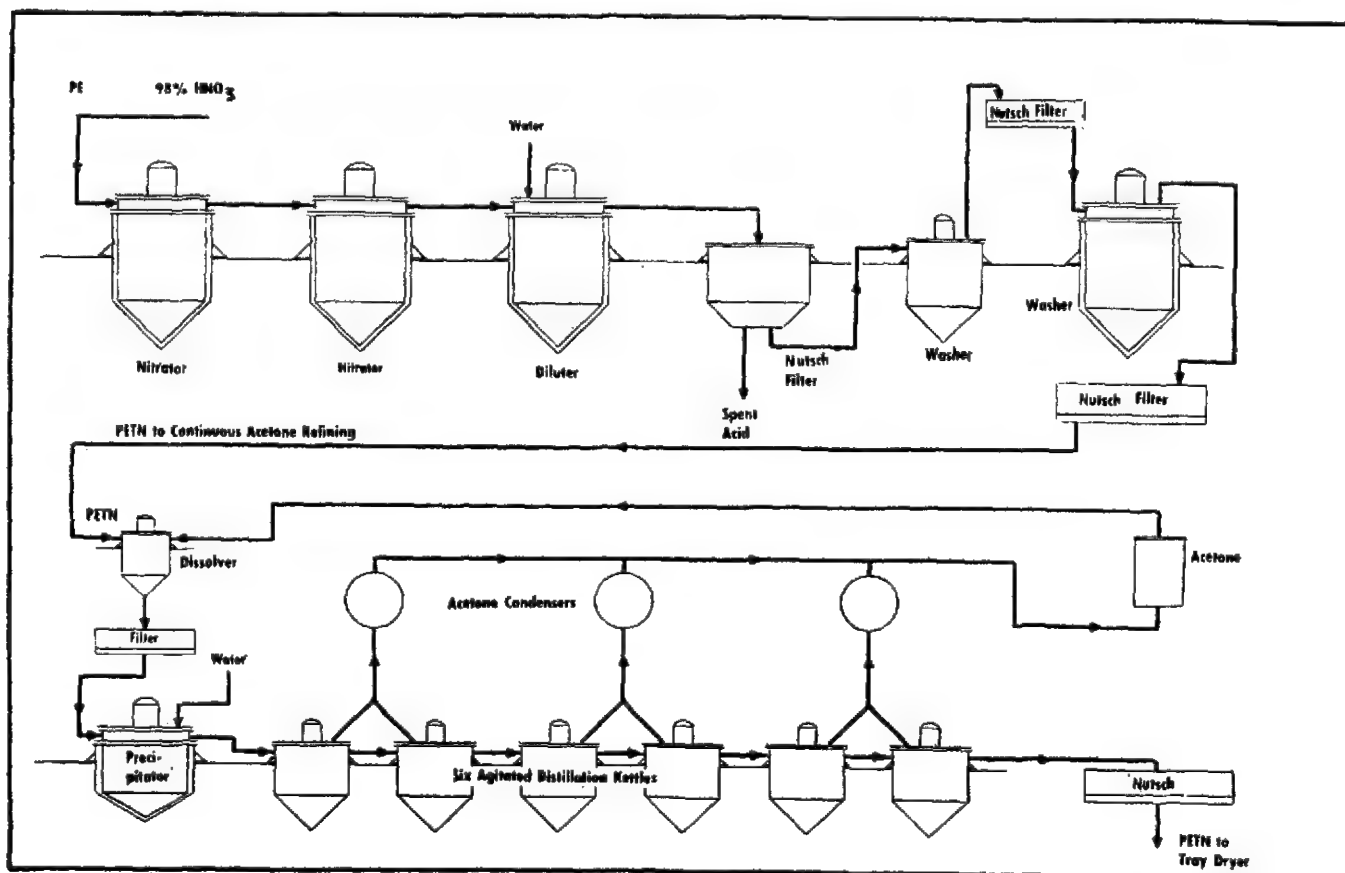 PE 98% HNO3
Nutsch Filter
Water
Washer
Nitrator
Nitrator
Diluter
Nutsch
Filter
Washer
Spent
Acid
Nutsch Filter
PETN to Continuous Acetone Refining
PETN
Dissolver
Acetone
Acetone Condensers
Filter
Water
Preci-
pitator
Six Agitated Distillation Kettles
Nutsch
PETN to
Tray Dryer